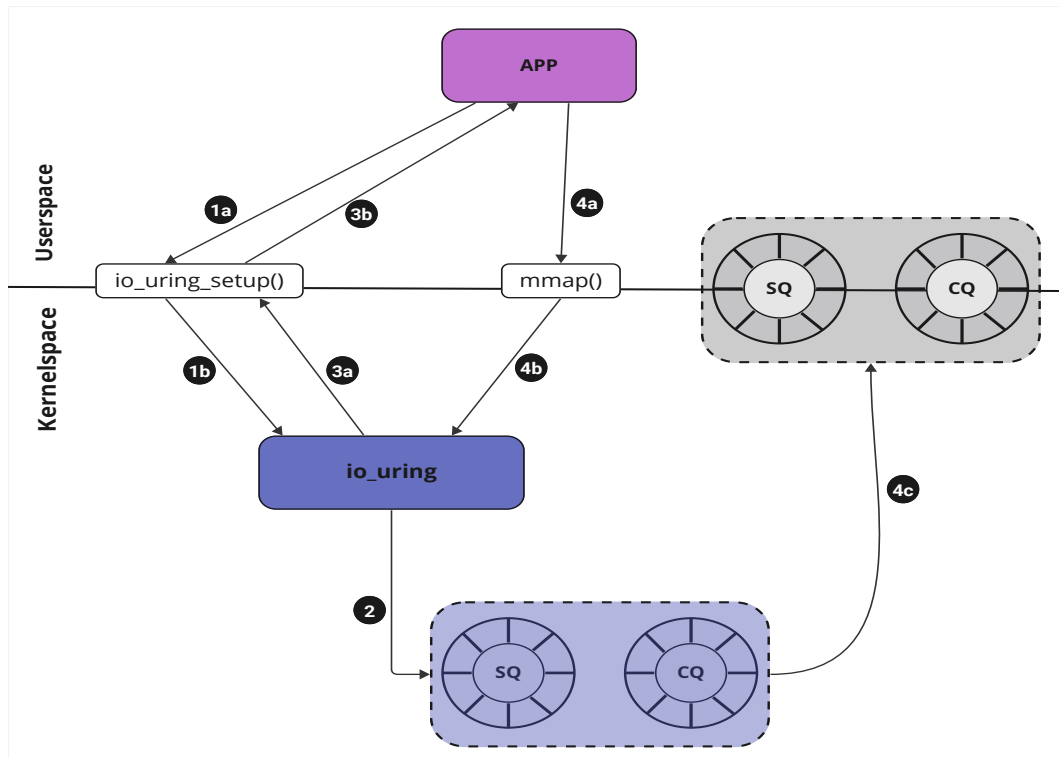 APP
Userspace
1a
3b
4a
io_uring_setup()
mmap()
SQ
CQ
Kernelspace
1b
3a
4b
io_uring
4c
2
SQ
CQ